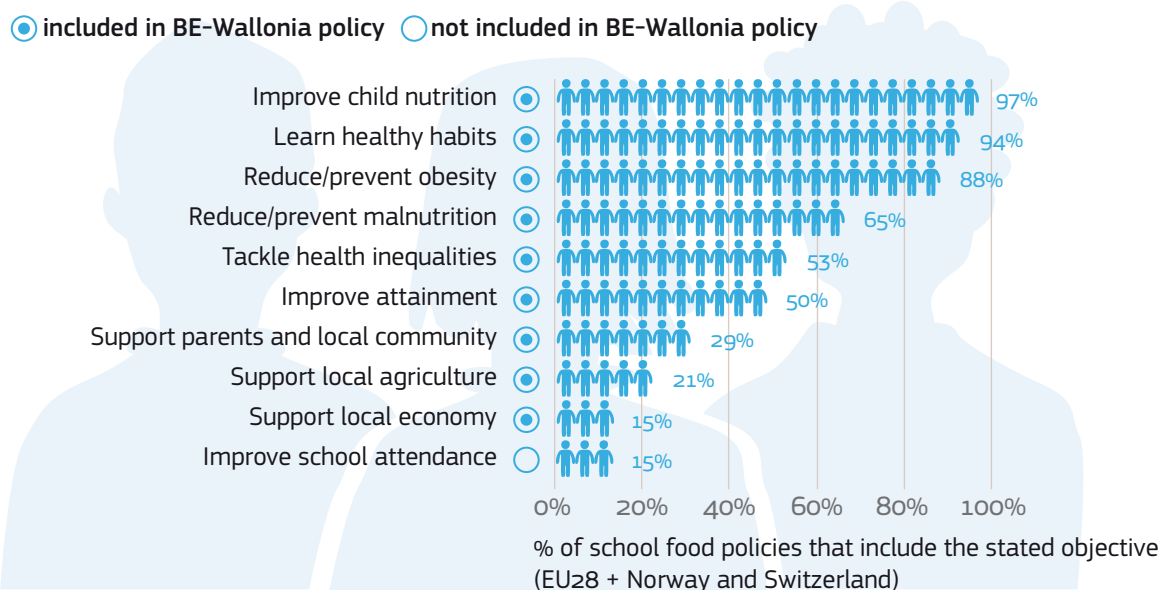 included in BE-Wallonia policy not included in BE-Wallonia policy
Improve child nutrition 97%
Learn healthy habits 94%
Reduce/prevent obesity 88%
Reduce/prevent malnutrition 65%
Tackle health inequalities 53%
Improve attainment 50%
Support parents and local community 29%
Support local agriculture 21%
Support local economy 15%
Improve school attendance 15%
0% 20% 40% 60% 80% 100%
% of school food policies that include the stated objective
(EU28 + Norway and Switzerland)